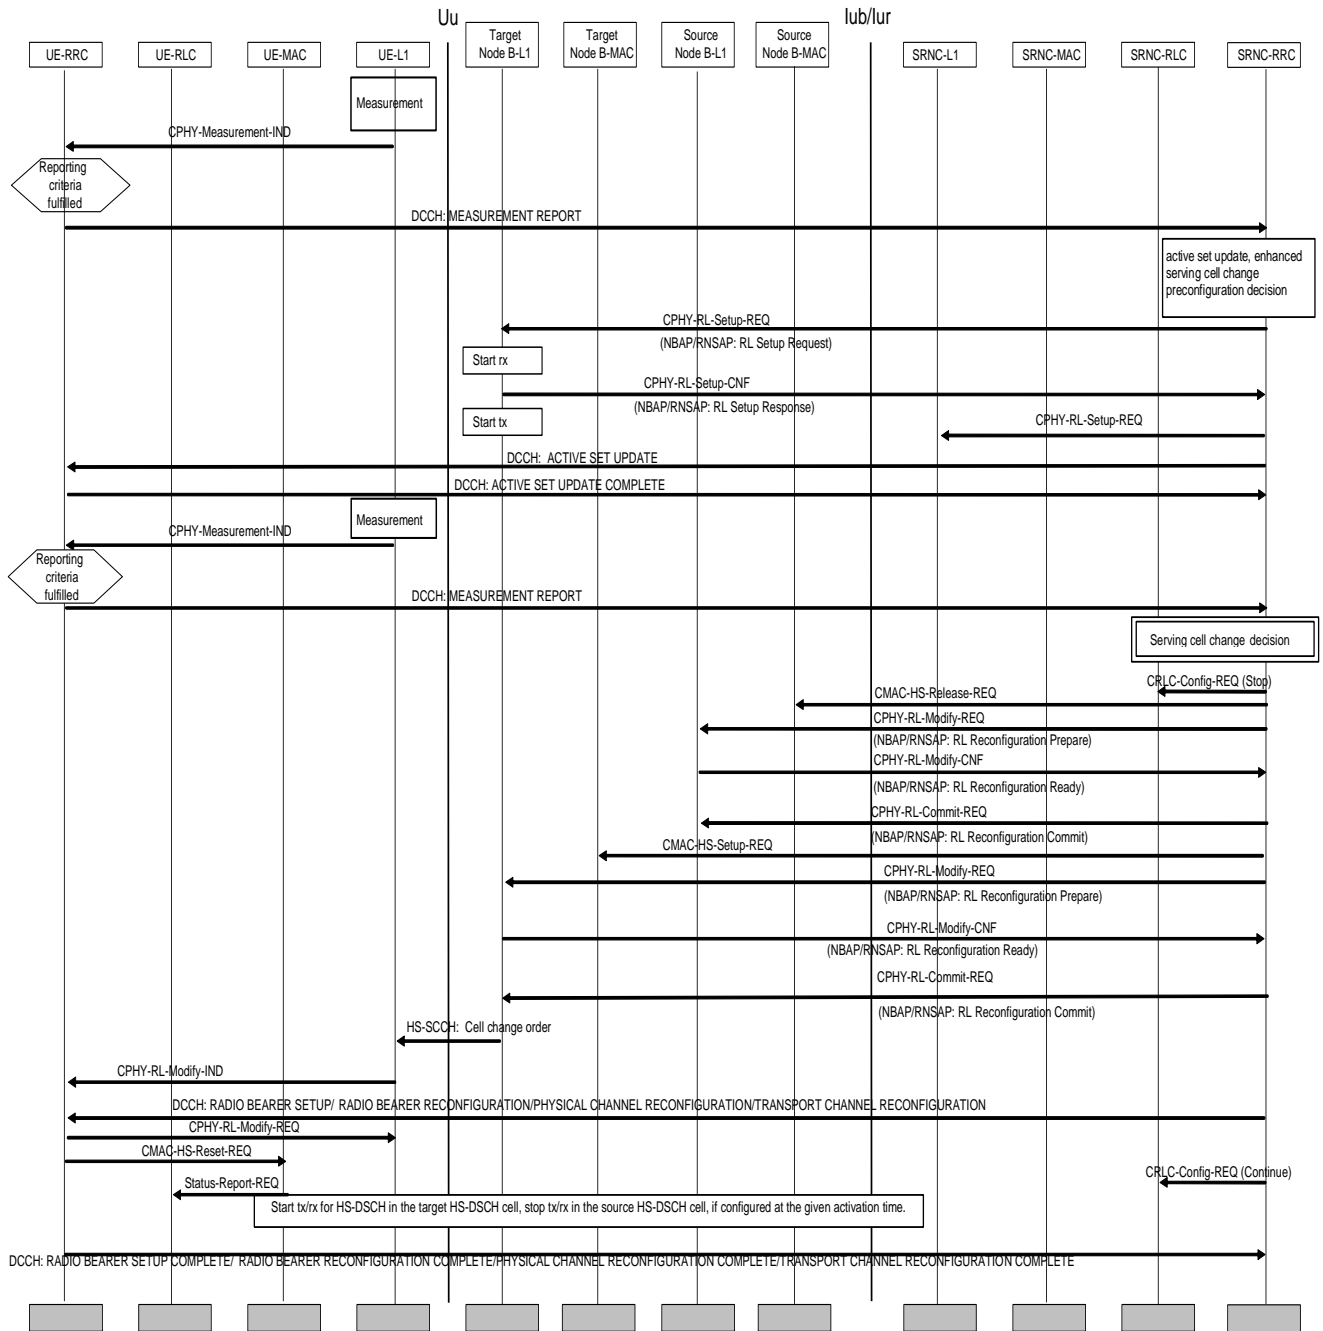 Uu
Iub/Iur
UE-RRC
UE-RLC
UE-MAC
UE-L1
Target
Node B-L1
Target
Node B-MAC
Source
Node B-L1
Source
Node B-MAC
SRNC-L1
SRNC-MAC
SRNC-RLC
SRNC-RRC
Measurement
CPHY-Measurement-IND
Reporting
criteria
fulfilled
DCCH: MEASUREMENT REPORT
active set update, enhanced
serving cell change
preconfiguration decision
CPHY-RL-Setup-REQ
(NBAP/RNSAP: RL Setup Request)
Start rx
CPHY-RL-Setup-CNF
(NBAP/RNSAP: RL Setup Response)
Start tx
CPHY-RL-Setup-REQ
DCCH: ACTIVE SET UPDATE
DCCH: ACTIVE SET UPDATE COMPLETE
Measurement
CPHY-Measurement-IND
Reporting
criteria
fulfilled
DCCH: MEASUREMENT REPORT
Serving cell change decision
CRLC-Config-REQ (Stop)
CMAC-HS-Release-REQ
CPHY-RL-Modify-REQ
(NBAP/RNSAP: RL Reconfiguration Prepare)
CPHY-RL-Modify-CNF
(NBAP/RNSAP: RL Reconfiguration Ready)
CPHY-RL-Commit-REQ
(NBAP/RNSAP: RL Reconfiguration Commit)
CMAC-HS-Setup-REQ
CPHY-RL-Modify-REQ
(NBAP/RNSAP: RL Reconfiguration Prepare)
CPHY-RL-Modify-CNF
(NBAP/RNSAP: RL Reconfiguration Ready)
CPHY-RL-Commit-REQ
(NBAP/RNSAP: RL Reconfiguration Commit)
HS-SCCH: Cell change order
CPHY-RL-Modify-IND
DCCH: RADIO BEARER SETUP/ RADIO BEARER RECONFIGURATION/PHYSICAL CHANNEL RECONFIGURATION/TRANSPORT CHANNEL RECONFIGURATION
CPHY-RL-Modify-REQ
CMAC-HS-Reset-REQ
CRLC-Config-REQ (Continue)
Status-Report-REQ
Start tx/rx for HS-DSCH in the target HS-DSCH cell, stop tx/rx in the source HS-DSCH cell, if configured at the given activation time.
DCCH: RADIO BEARER SETUP COMPLETE/ RADIO BEARER RECONFIGURATION COMPLETE/PHYSICAL CHANNEL RECONFIGURATION COMPLETE/TRANSPORT CHANNEL RECONFIGURATION COMPLETE